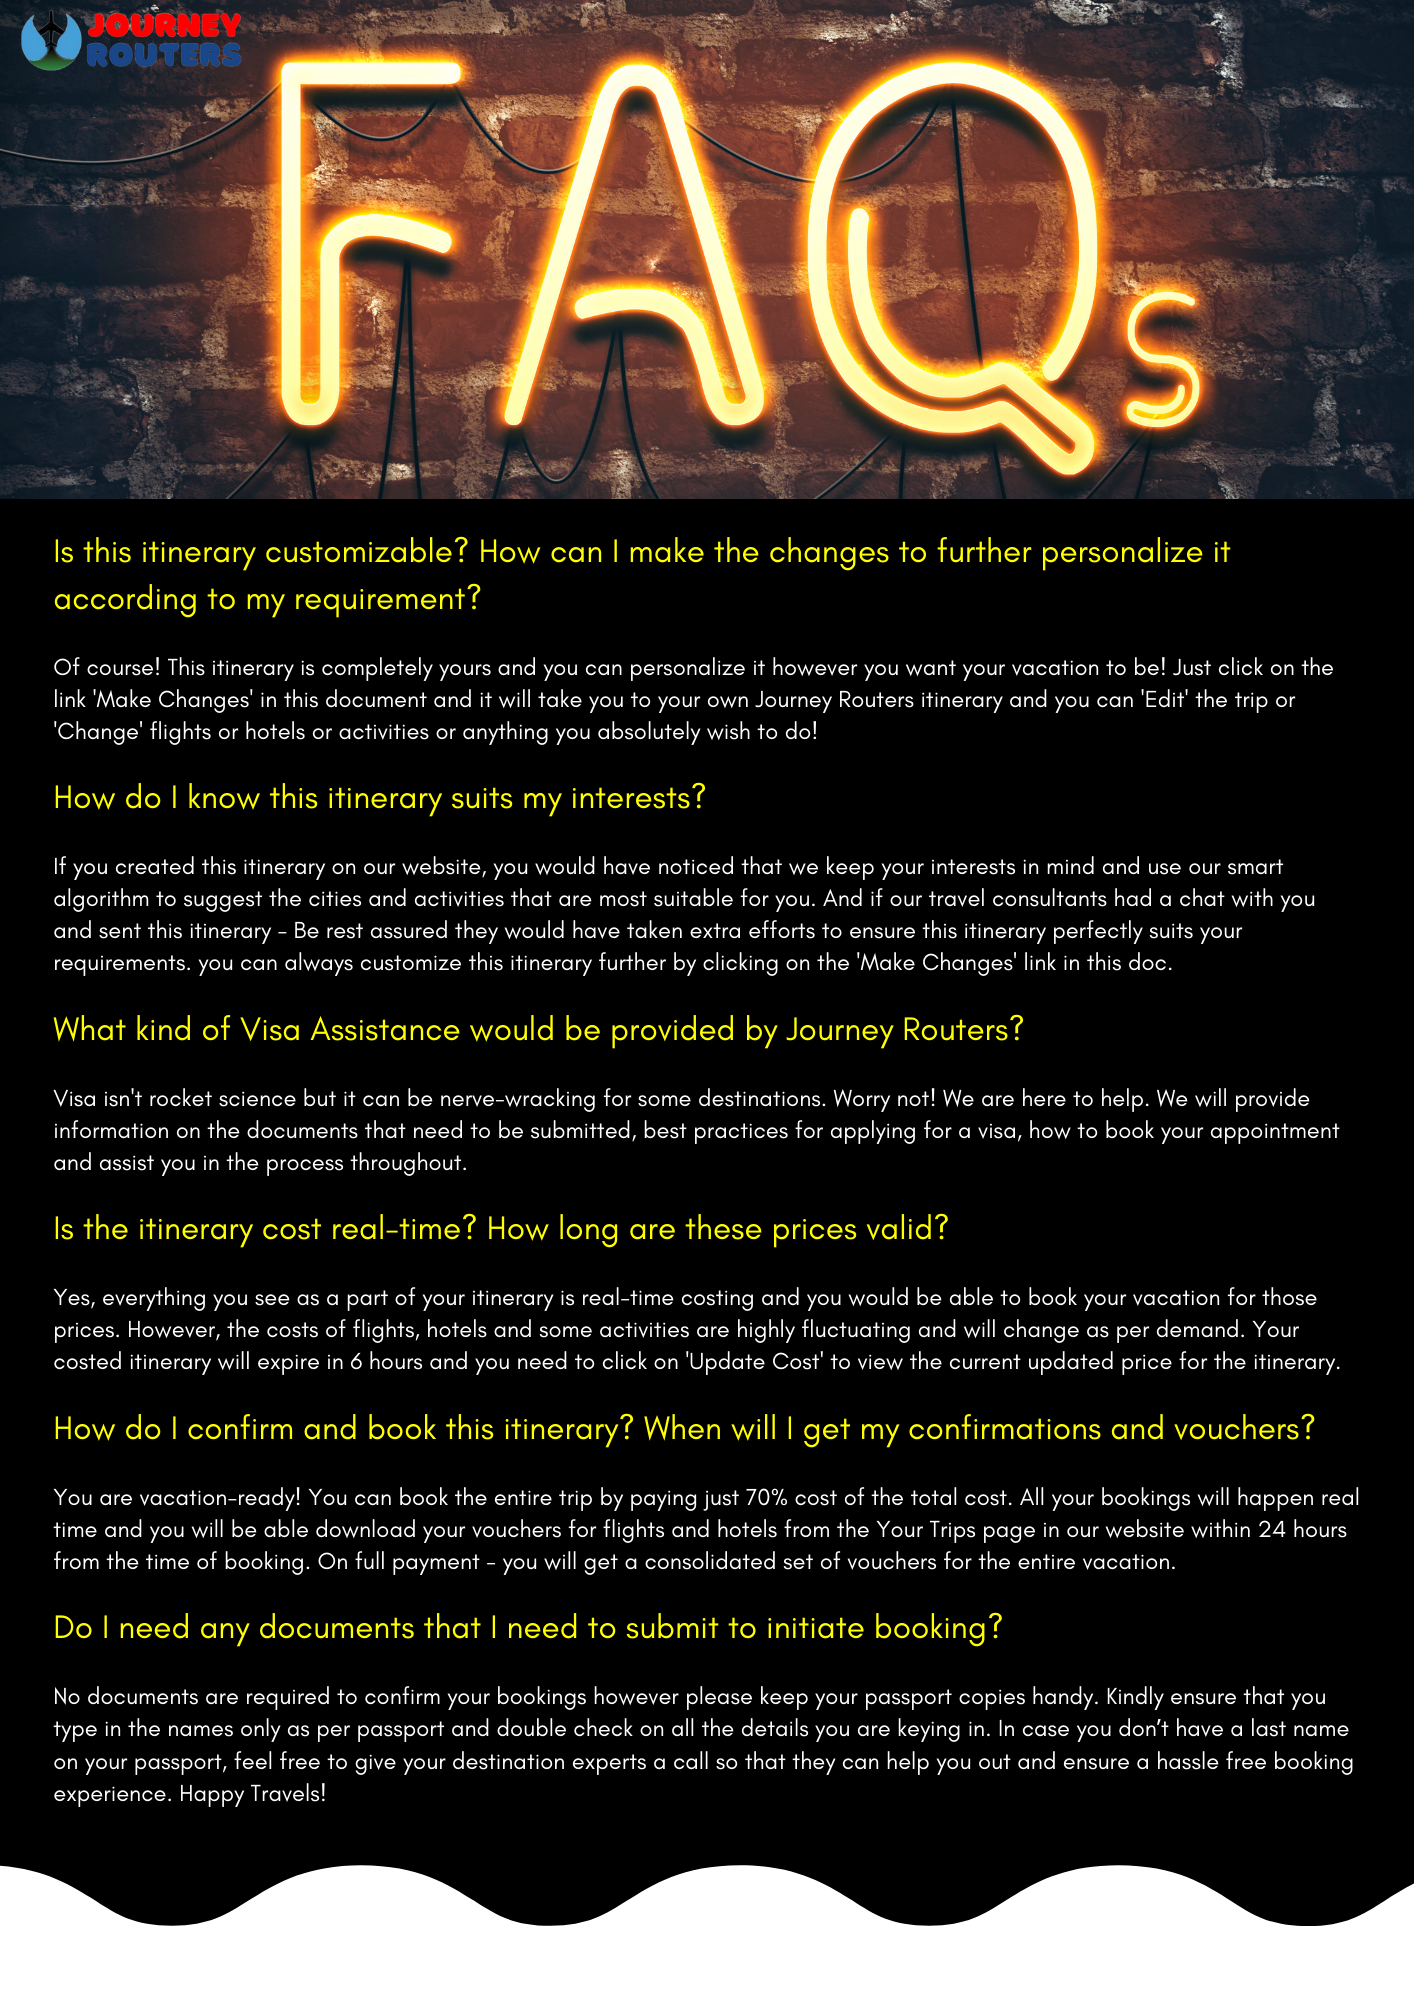 JOURNEY
ROUTERS
FAQs
Is this itinerary customizable? How can I make the changes to further personalize it
according to my requirement?
Of course! This itinerary is completely yours and you can personalize it however you want your vacation to be! Just click on the
link 'Make Changes' in this document and it will take you to your own Journey Routers itinerary and you can 'Edit' the trip or
'Change' flights or hotels or activities or anything you absolutely wish to do!
How do I know this itinerary suits my interests?
If you created this itinerary on our website, you would have noticed that we keep your interests in mind and use our smart
algorithm to suggest the cities and activities that are most suitable for you. And if our travel consultants had a chat with you
and sent this itinerary - Be rest assured they would have taken extra efforts to ensure this itinerary perfectly suits your
requirements. you can always customize this itinerary further by clicking on the 'Make Changes' link in this doc.
What kind of Visa Assistance would be provided by Journey Routers?
Visa isn't rocket science but it can be nerve-wracking for some destinations. Worry not! We are here to help. We will provide
information on the documents that need to be submitted, best practices for applying for a visa, how to book your appointment
and assist you in the process throughout.
Is the itinerary cost real-time? How long are these prices valid?
Yes, everything you see as a part of your itinerary is real-time costing and you would be able to book your vacation for those
prices. However, the costs of flights, hotels and some activities are highly fluctuating and will change as per demand. Your
costed itinerary will expire in 6 hours and you need to click on 'Update Cost' to view the current updated price for the itinerary.
How do I confirm and book this itinerary? When will I get my confirmations and vouchers?
You are vacation-ready! You can book the entire trip by paying just 70% cost of the total cost. All your bookings will happen real
time and you will be able download your vouchers for flights and hotels from the Your Trips page in our website within 24 hours
from the time of booking. On full payment - you will get a consolidated set of vouchers for the entire vacation.
Do I need any documents that I need to submit to initiate booking?
No documents are required to confirm your bookings however please keep your passport copies handy. Kindly ensure that you
type in the names only as per passport and double check on all the details you are keying in. In case you don’t have a last name
on your passport, feel free to give your destination experts a call so that they can help you out and ensure a hassle free booking
experience. Happy Travels!